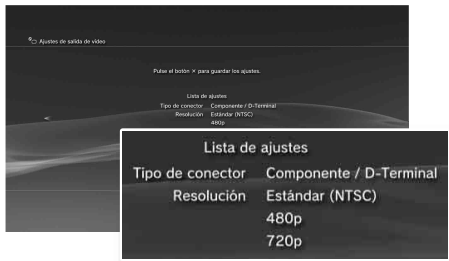 Ajustes de salida de vídeo
Pulse el botón × para guardar los ajustes.
Lista de ajustes
Tipo de conector Componente / D-Terminal
Resolución Estándar (NTSC)
480p
Lista de ajustes
Tipo de conector Componente / D-Terminal
Resolución Estándar (NTSC)
480p
720p